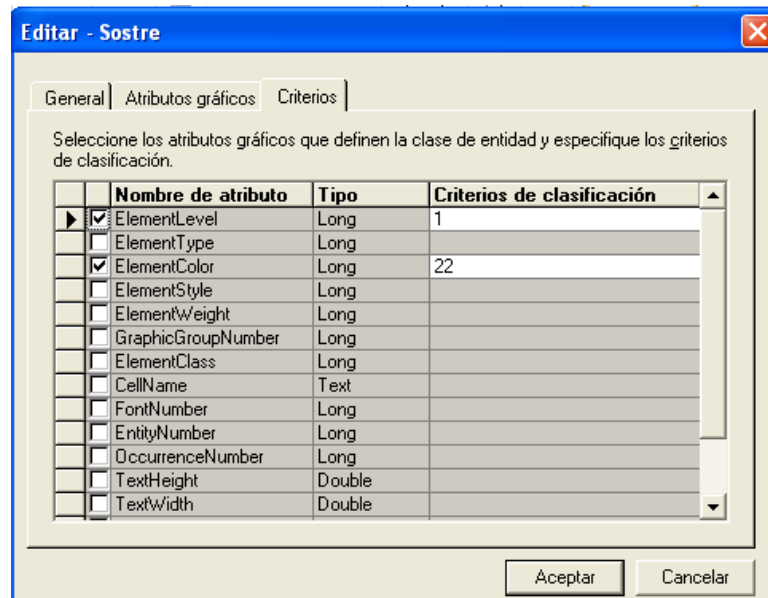 Editar - Sostre
General Atributos gráficos Criterios
Seleccione los atributos gráficos que definen la clase de entidad y especifique los criterios
de clasificación.
Nombre de atributo Tipo Criterios de clasificación
ElementLevel Long 1
ElementType Long
ElementColor Long 22
ElementStyle Long
ElementWeight Long
GraphicGroupNumber Long
ElementClass Long
CellName Text
FontNumber Long
EntityNumber Long
OccurrenceNumber Long
TextHeight Double
TextWidth Double
Aceptar Cancelar